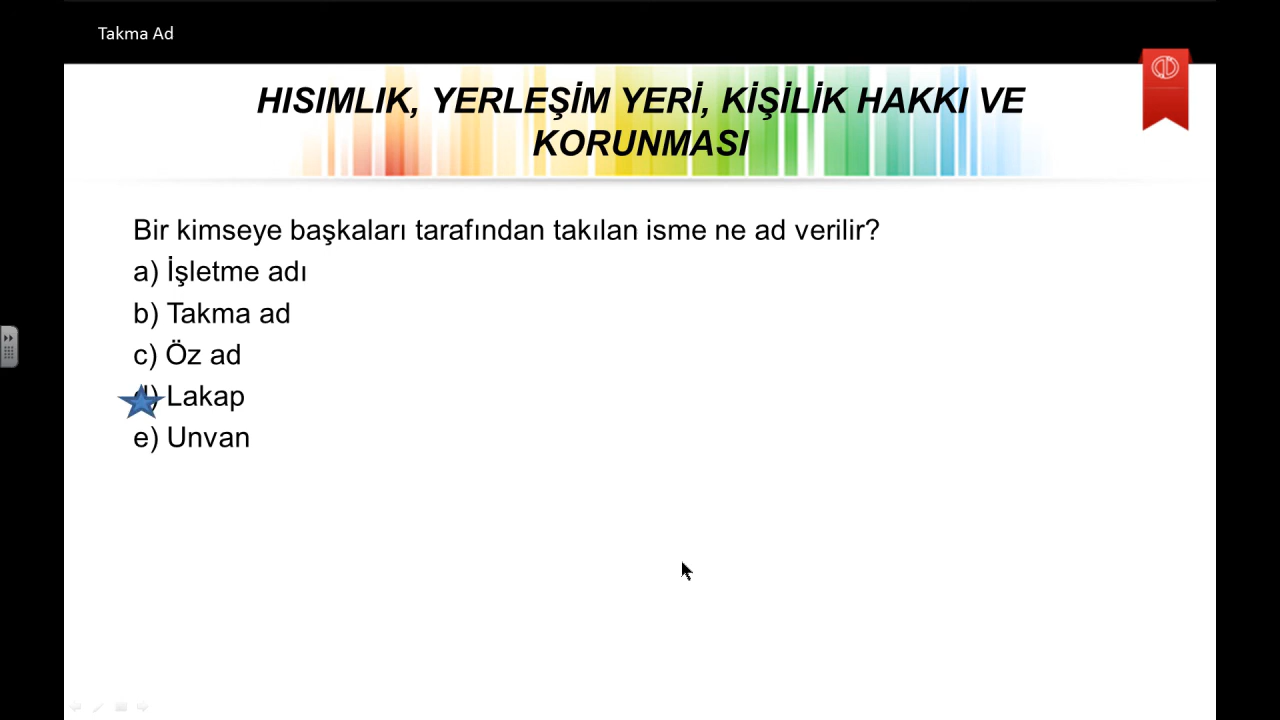 Takma Ad
HISIMLIK, YERLEŞİM YERİ, KİŞİLİK HAKKI VE
KORUNMASI
Bir kimseye başkaları tarafından takılan isme ne ad verilir?
a) İşletme adı
b) Takma ad
c) Öz ad
d) Lakap
e) Unvan